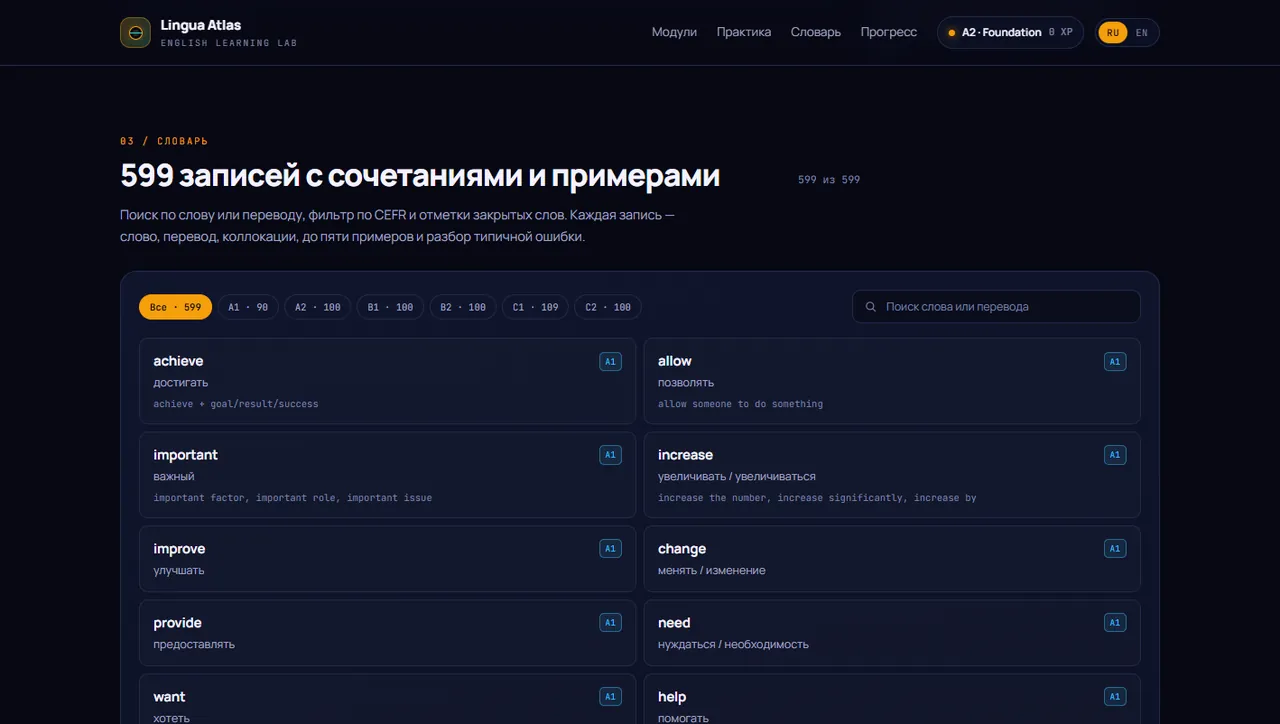 Lingua Atlas
ENGLISH LEARNING LAB
Модули
Практика
Словарь
Прогресс
A2 · Foundation 0 XP
RU EN
03 / СЛОВАРЬ
599 записей с сочетаниями и примерами
599 из 599
Поиск по слову или переводу, фильтр по CEFR и отметки закрытых слов. Каждая запись —
слово, перевод, коллокации, до пяти примеров и разбор типичной ошибки.
Все · 599
A1 · 90
A2 · 100
B1 · 100
B2 · 100
C1 · 109
C2 · 100
Поиск слова или перевода
achieve A1
достигать
achieve + goal/result/success
allow A1
позволять
allow someone to do something
important A1
важный
important factor, important role, important issue
increase A1
увеличивать / увеличиваться
increase the number, increase significantly, increase by
improve A1
улучшать
change A1
менять / изменение
provide A1
предоставлять
need A1
нуждаться / необходимость
want A1
хотеть
help A1
помогать